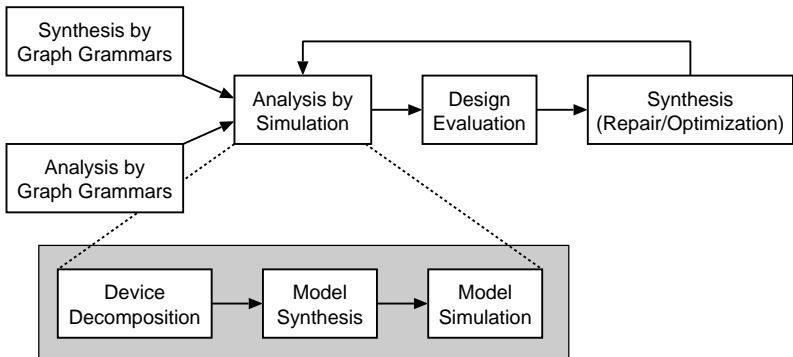 Synthesis by
Graph Grammars
Analysis by
Simulation
Design
Evaluation
Synthesis
(Repair/Optimization)
Analysis by
Graph Grammars
Device
Decomposition
Model
Synthesis
Model
Simulation